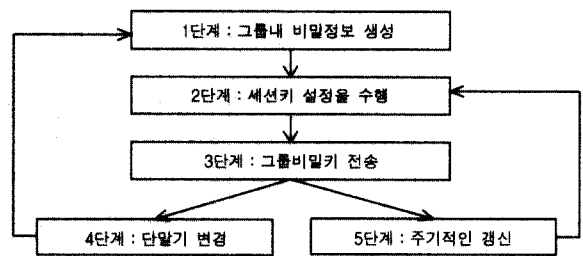 1단계 : 그룹내 비밀정보 생성
2단계 : 세션키 설정을 수행
3단계 : 그룹비밀키 전송
4단계 : 단말기 변경
5단계 : 주기적인 갱신